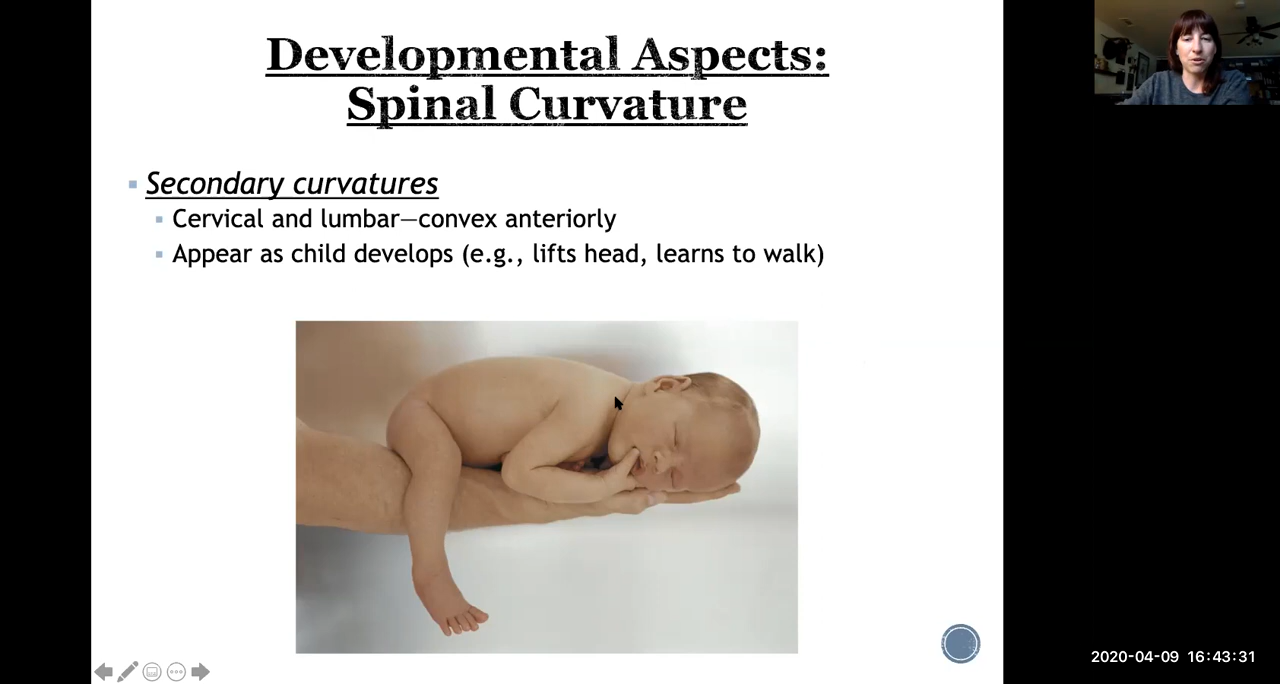 Developmental Aspects:
Spinal Curvature
Secondary curvatures
Cervical and lumbar—convex anteriorly
Appear as child develops (e.g., lifts head, learns to walk)
2020-04-09 16:43:31